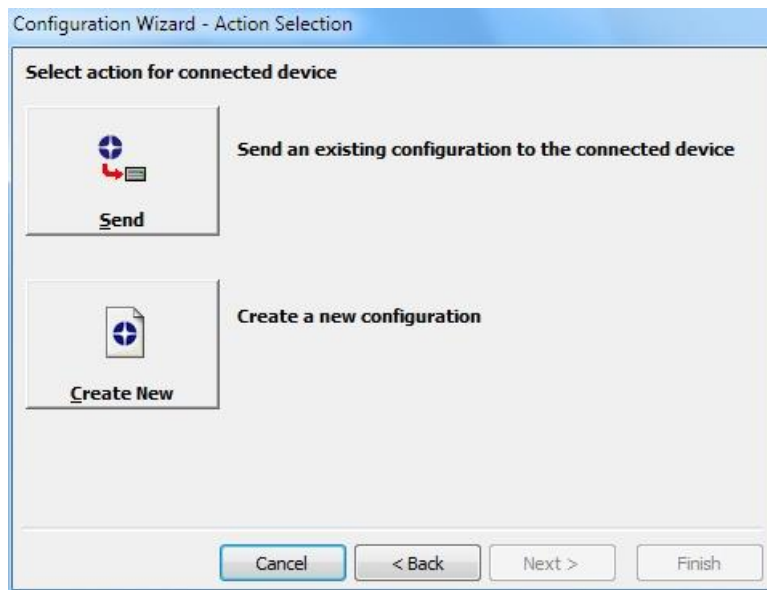 Configuration Wizard - Action Selection
Select action for connected device
Send an existing configuration to the connected device
Send
Create a new configuration
Create New
Cancel
< Back
Next >
Finish